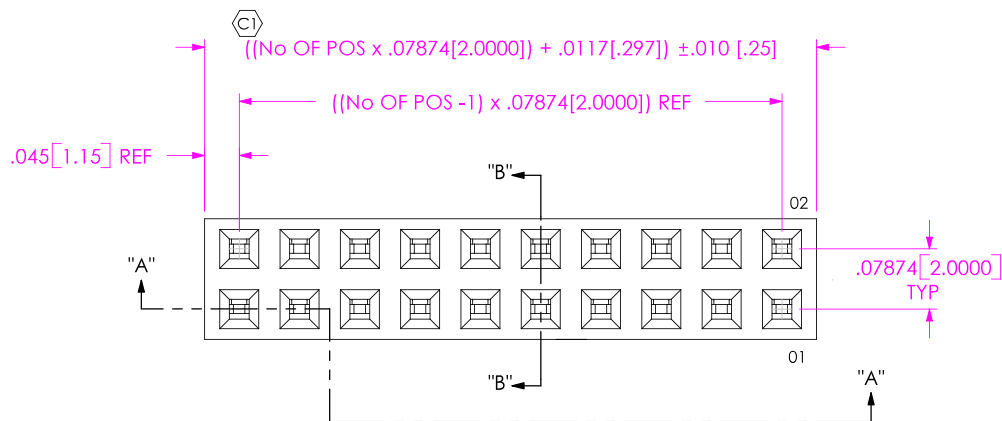 C1
((No OF POS x .07874[2.0000]) + .0117[.297]) ±.010 [.25]
((No OF POS -1) x .07874[2.0000]) REF
.045[1.15] REF
"B"
02
"A"
.07874[2.0000]
TYP
01
"B"
"A"